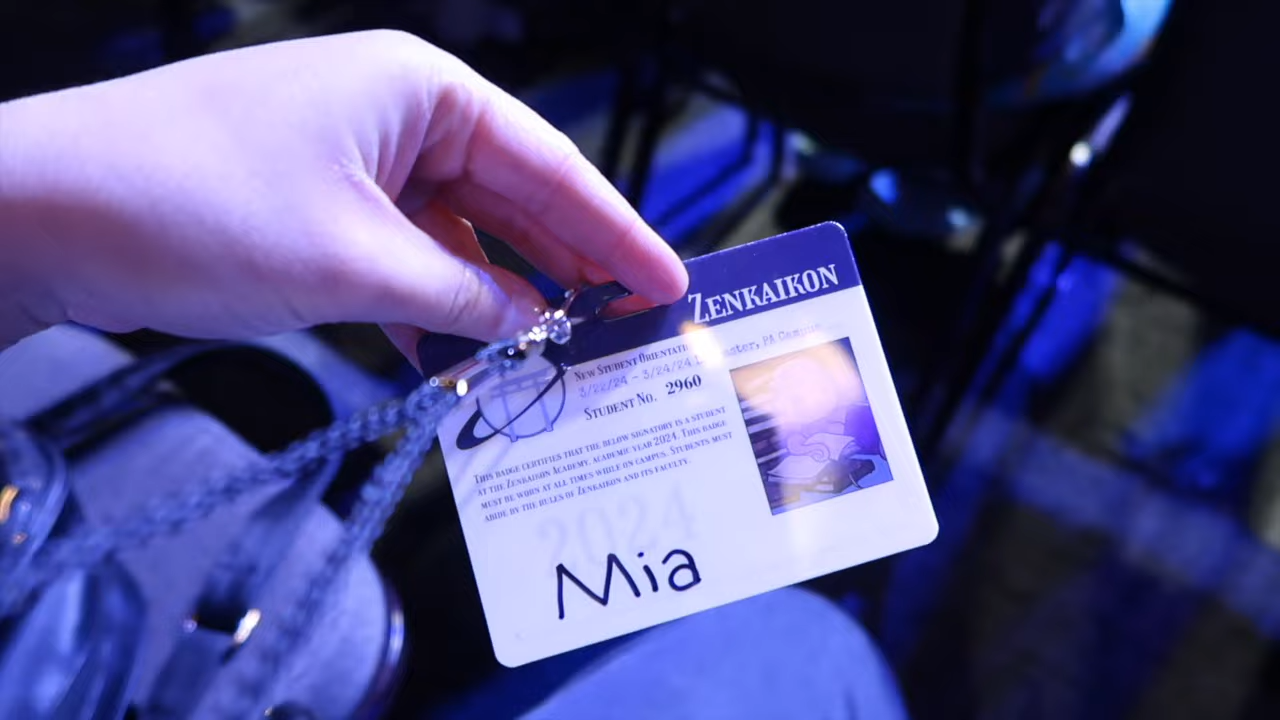 ZENKAIKON
NEW STUDENT ORIENTATI
3/22/24 - 3/24/24 L ster, PA Campus
STUDENT NO. 2960
THIS BADGE CERTIFIES THAT THE BELOW SIGNATORY IS A STUDENT
AT THE ZENKAIKON ACADEMY, ACADEMIC YEAR 2024. THIS BADGE
MUST BE WORN AT ALL TIMES WHILE ON CAMPUS. STUDENTS MUST
ABIDE BY THE RULES OF ZENKAIKON AND ITS FACULTY.
2024
Mia